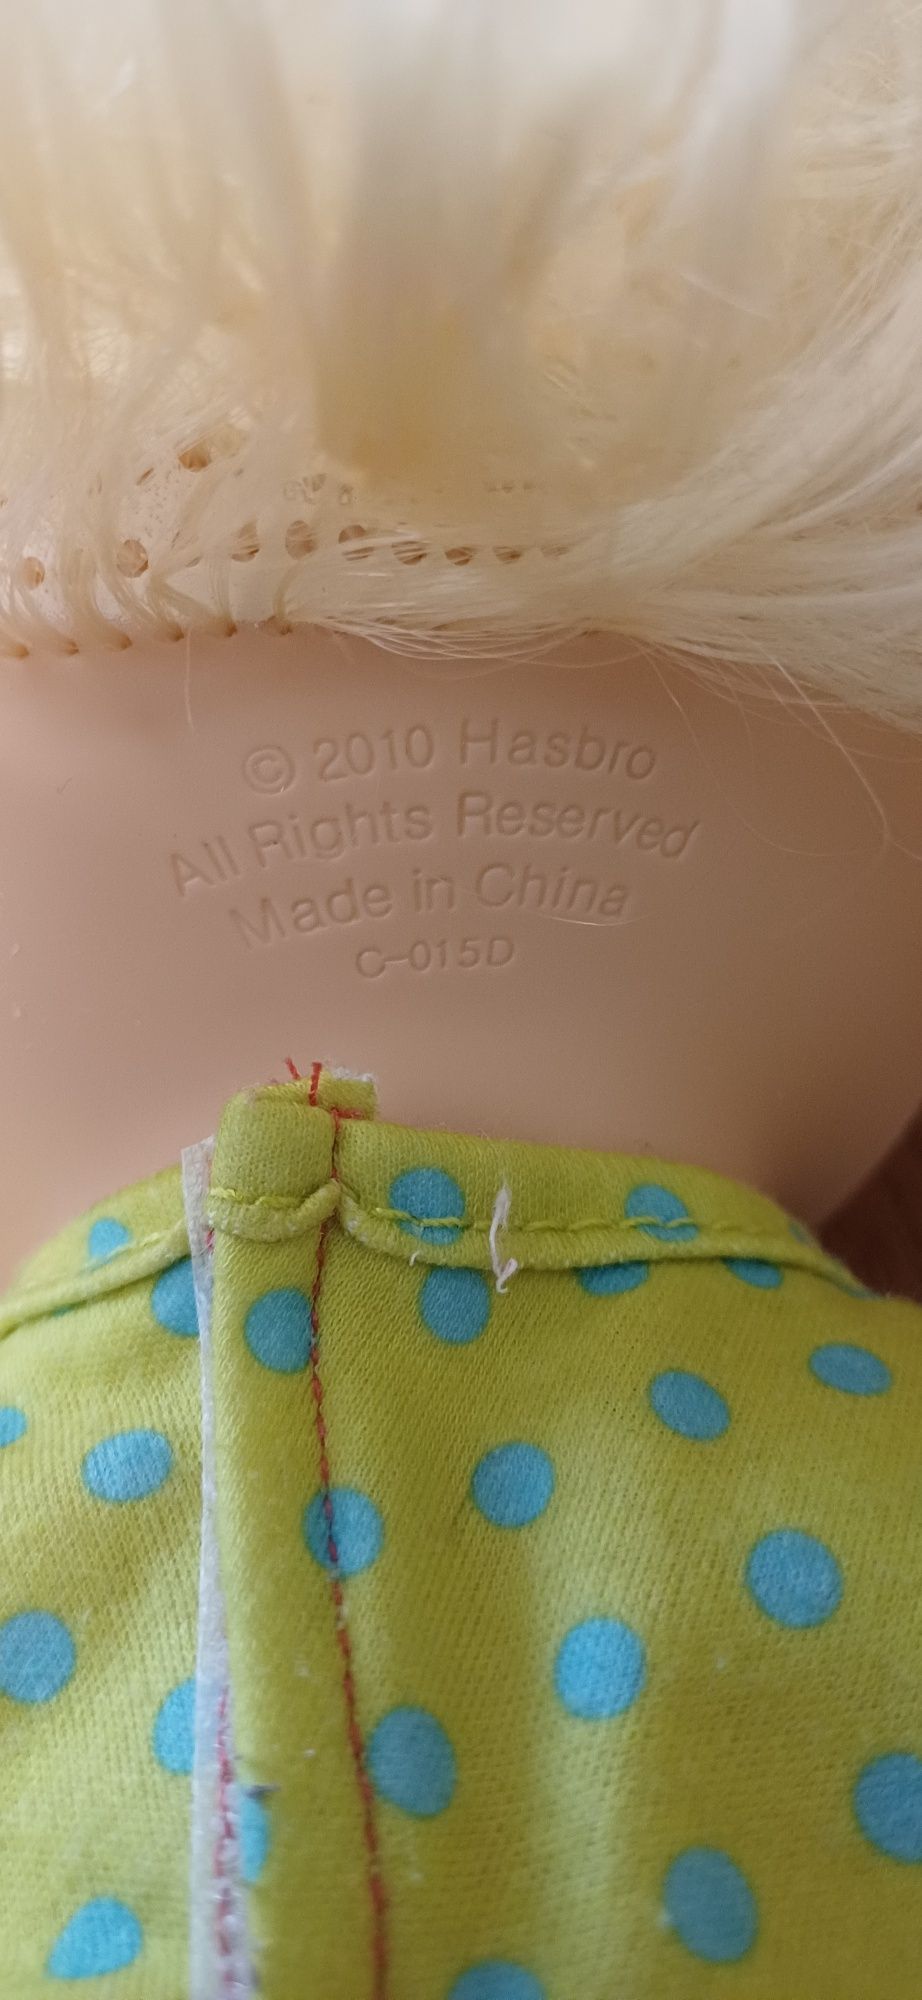 © 2010 Hasbro
All Rights Reserved
Made in China
C-015D